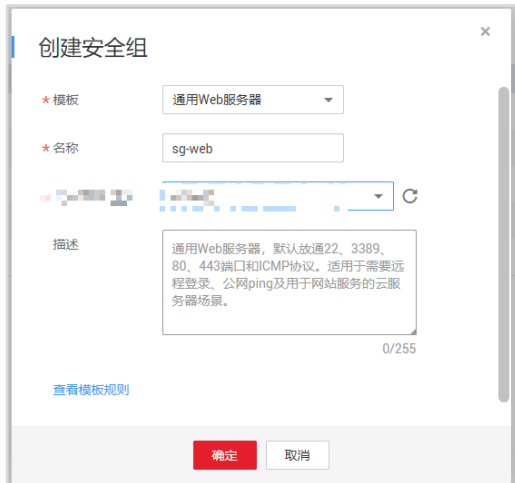 创建安全组
×
* 模板
通用Web服务器
* 名称
sg-web
描述
通用Web服务器，默认放通22、3389、
80、443端口和ICMP协议。适用于需要远
程登录、公网ping及用于网站服务的云服
务器场景。
0/255
查看模板规则
确定
取消